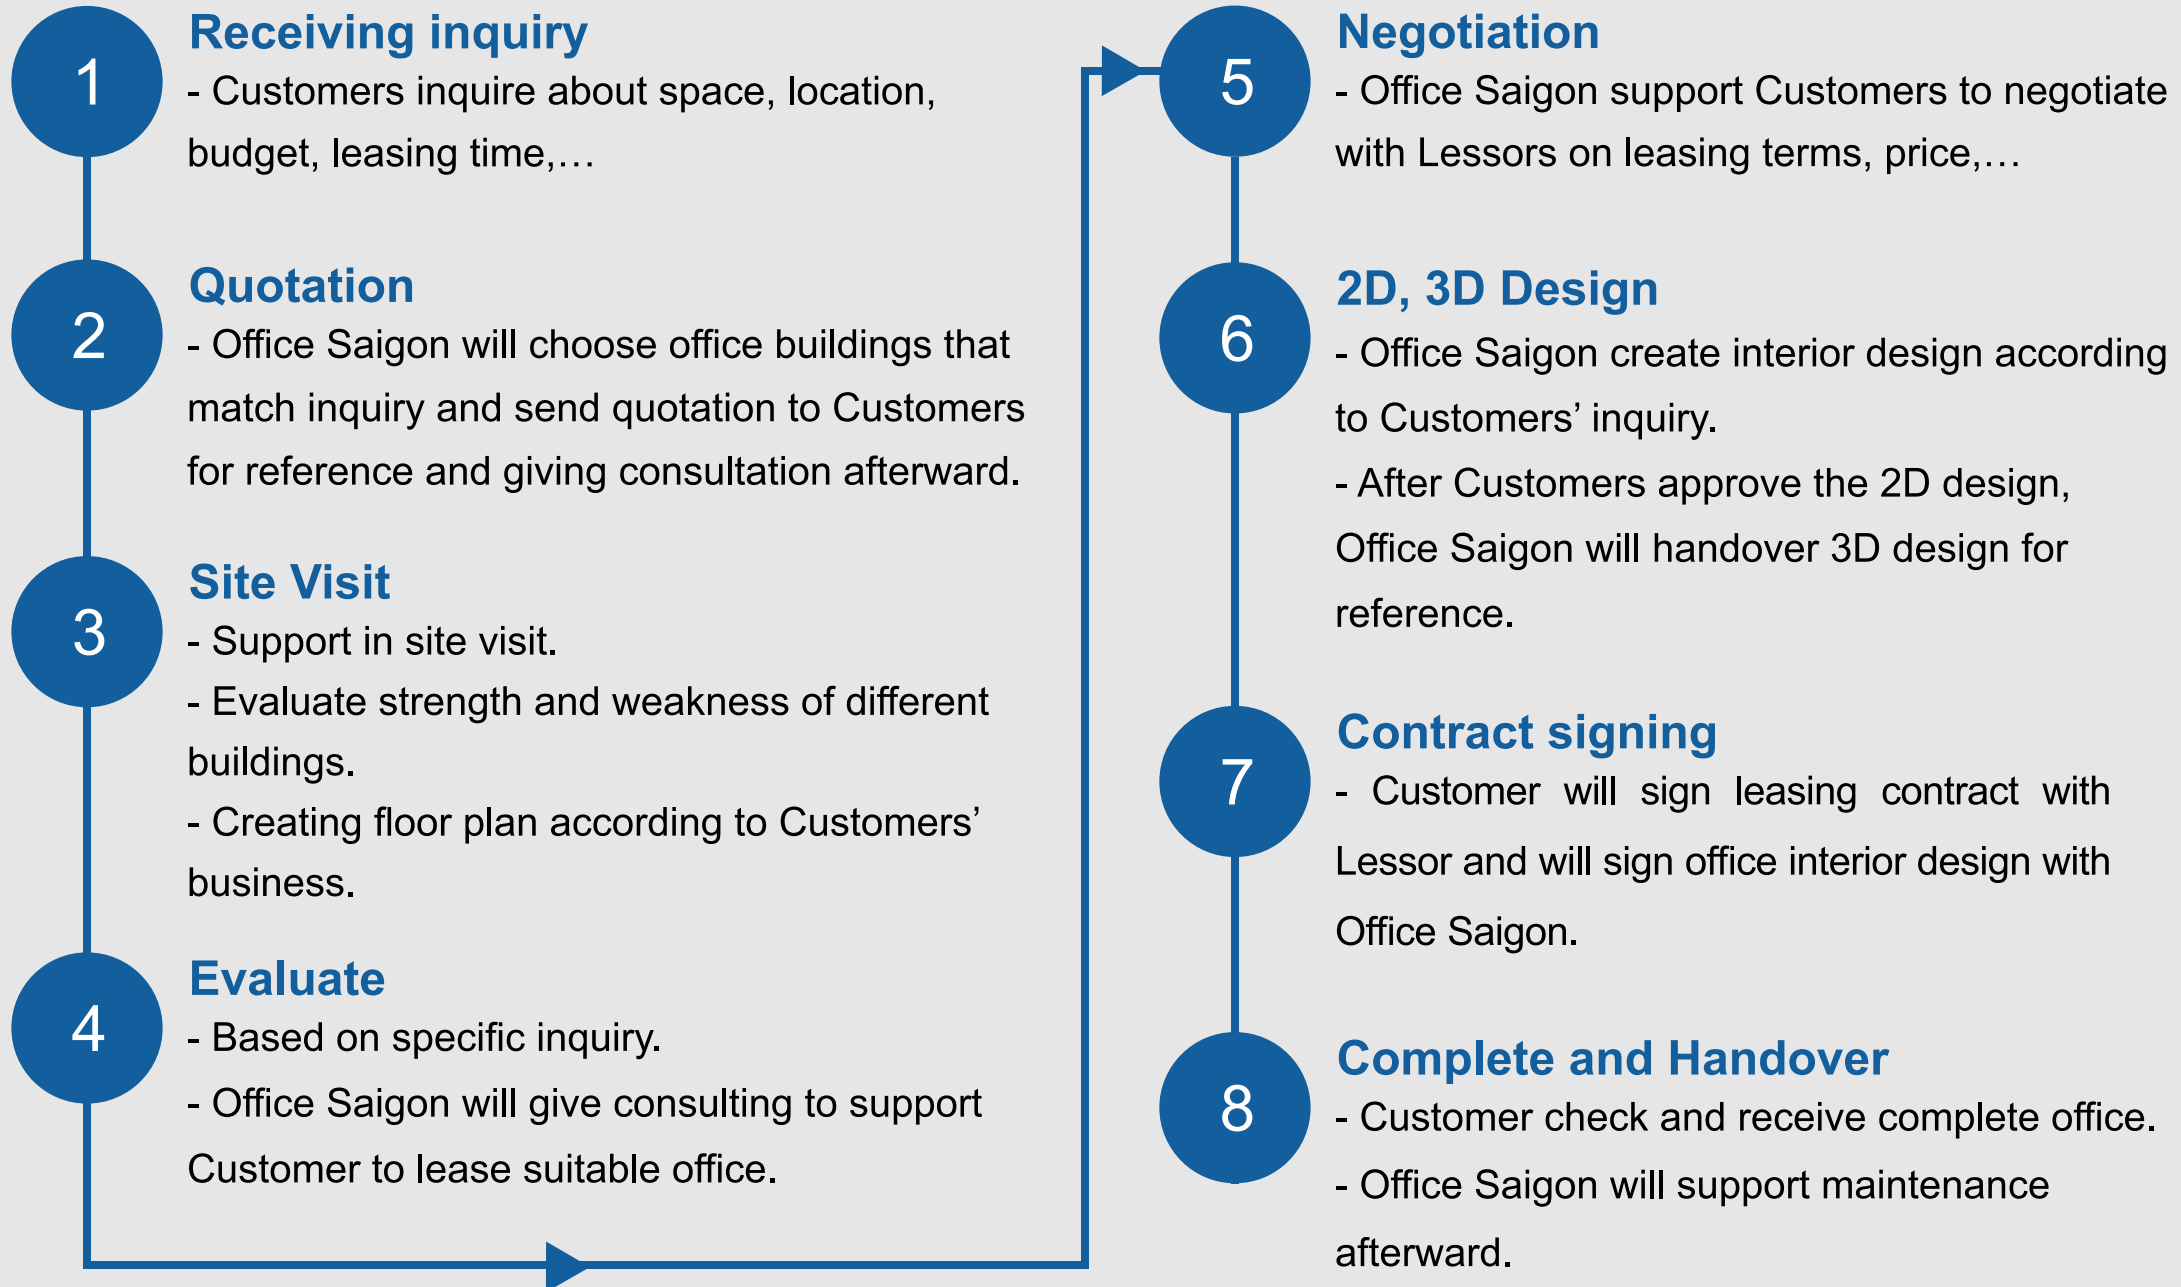 1
Receiving inquiry
- Customers inquire about space, location,
budget, leasing time,…
2
Quotation
- Office Saigon will choose office buildings that
match inquiry and send quotation to Customers
for reference and giving consultation afterward.
3
Site Visit
- Support in site visit.
- Evaluate strength and weakness of different
buildings.
- Creating floor plan according to Customers’
business.
4
Evaluate
- Based on specific inquiry.
- Office Saigon will give consulting to support
Customer to lease suitable office.
5
Negotiation
- Office Saigon support Customers to negotiate
with Lessors on leasing terms, price,…
6
2D, 3D Design
- Office Saigon create interior design according
to Customers’ inquiry.
- After Customers approve the 2D design,
Office Saigon will handover 3D design for
reference.
7
Contract signing
- Customer will sign leasing contract with
Lessor and will sign office interior design with
Office Saigon.
8
Complete and Handover
- Customer check and receive complete office.
- Office Saigon will support maintenance
afterward.